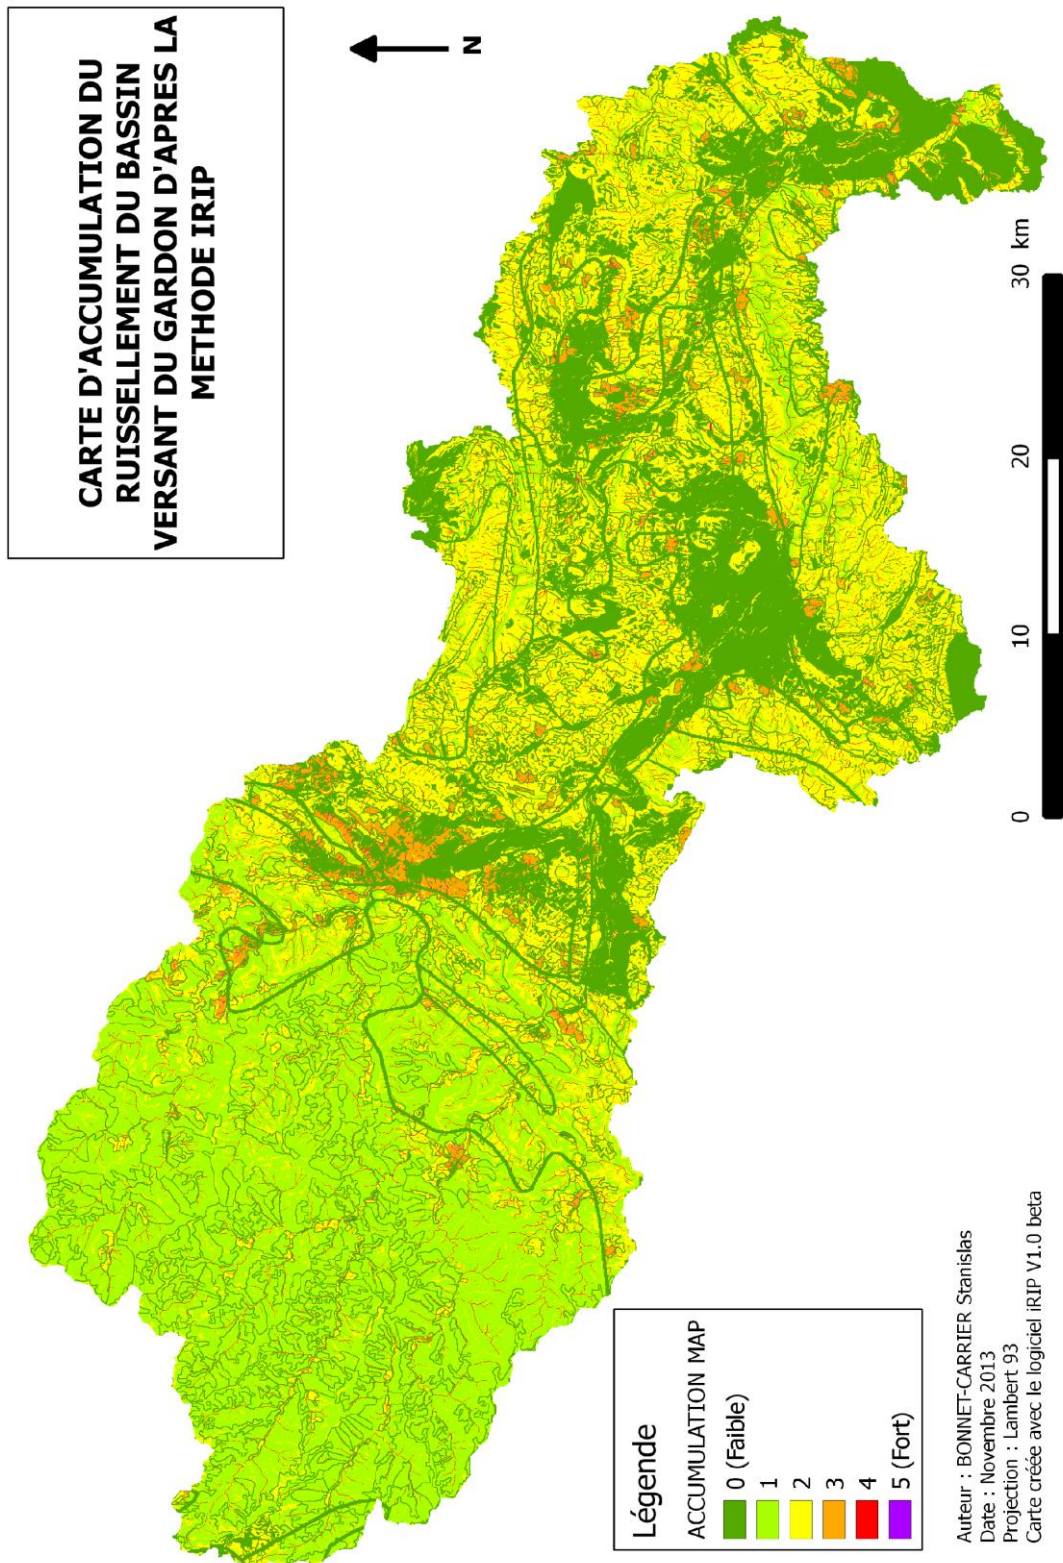 CARTE D'ACCUMULATION DU
RUISSELLEMENT DU BASSIN
VERSANT DU GARDON D'APRES LA
METHODE IRIP
N
Légende
ACCUMULATION MAP
0 (Faible)
1
2
3
4
5 (Fort)
0 10 20 30 km
Auteur : BONNET-CARRIER Stanislas
Date : Novembre 2013
Projection : Lambert 93
Carte créée avec le logiciel iRIP V1.0 beta